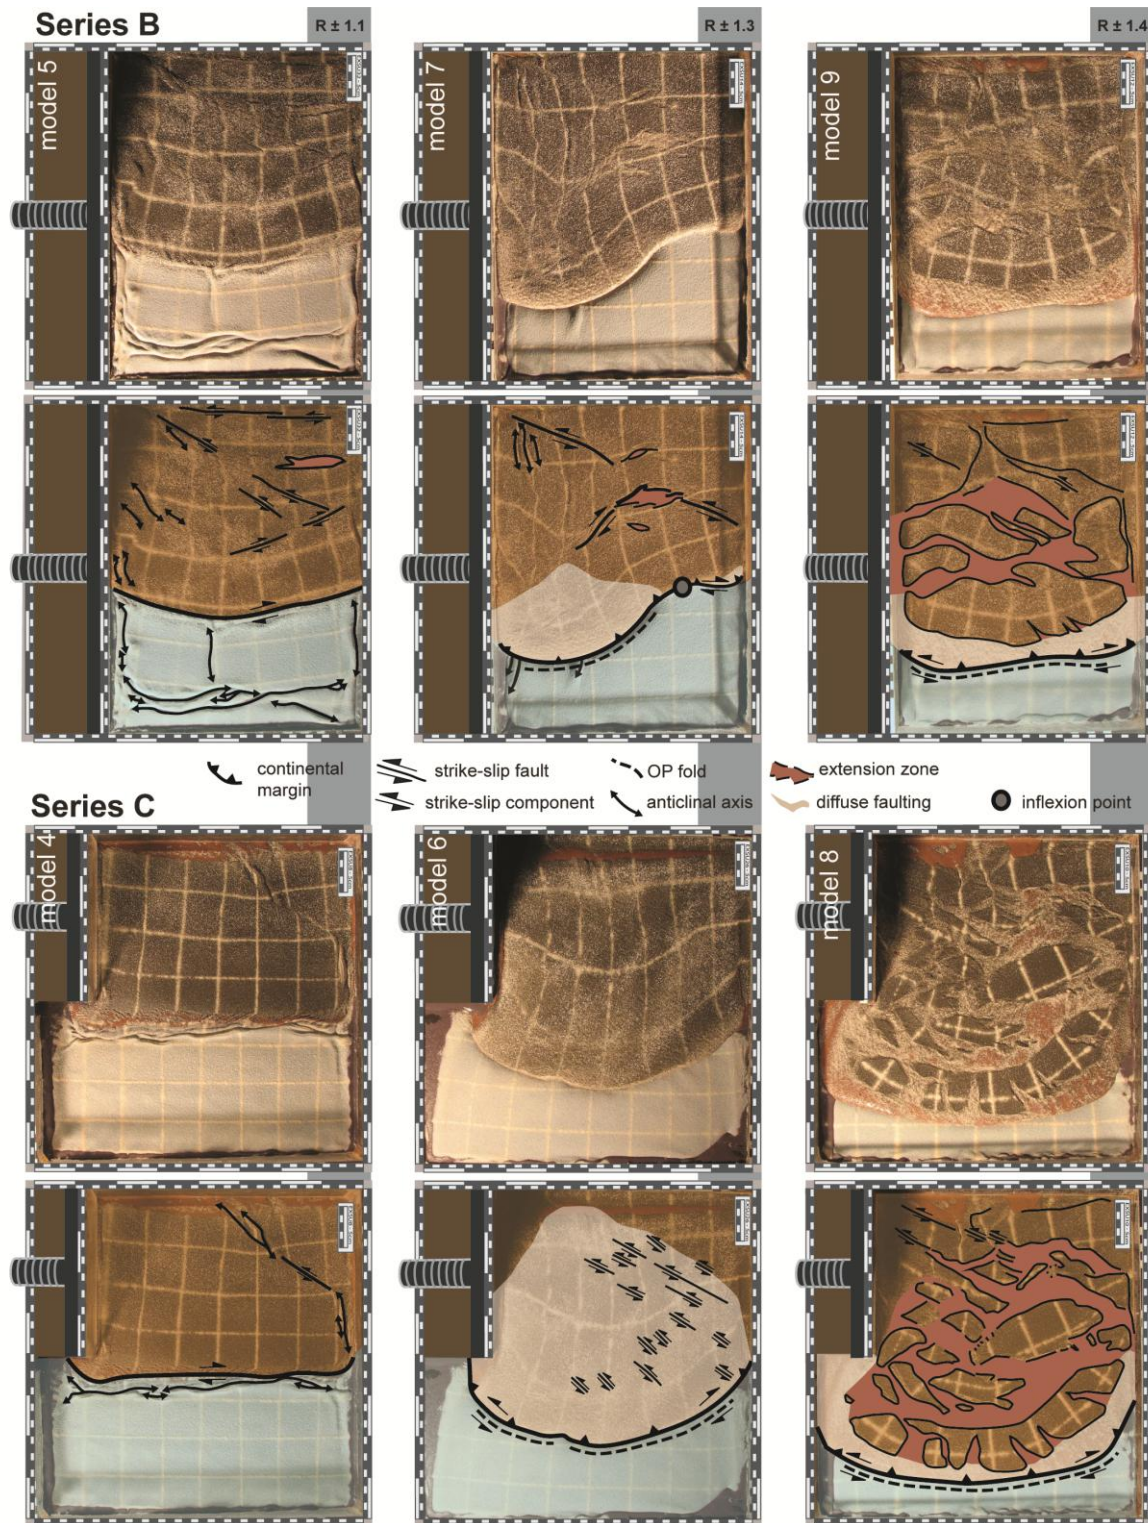 Series B
R ± 1.1
R ± 1.3
R ± 1.4
model 5
model 7
model 9
continental
margin
strike-slip fault
strike-slip component
OP fold
anticlinal axis
extension zone
diffuse faulting
inflexion point
Series C
model 4
model 6
model 8